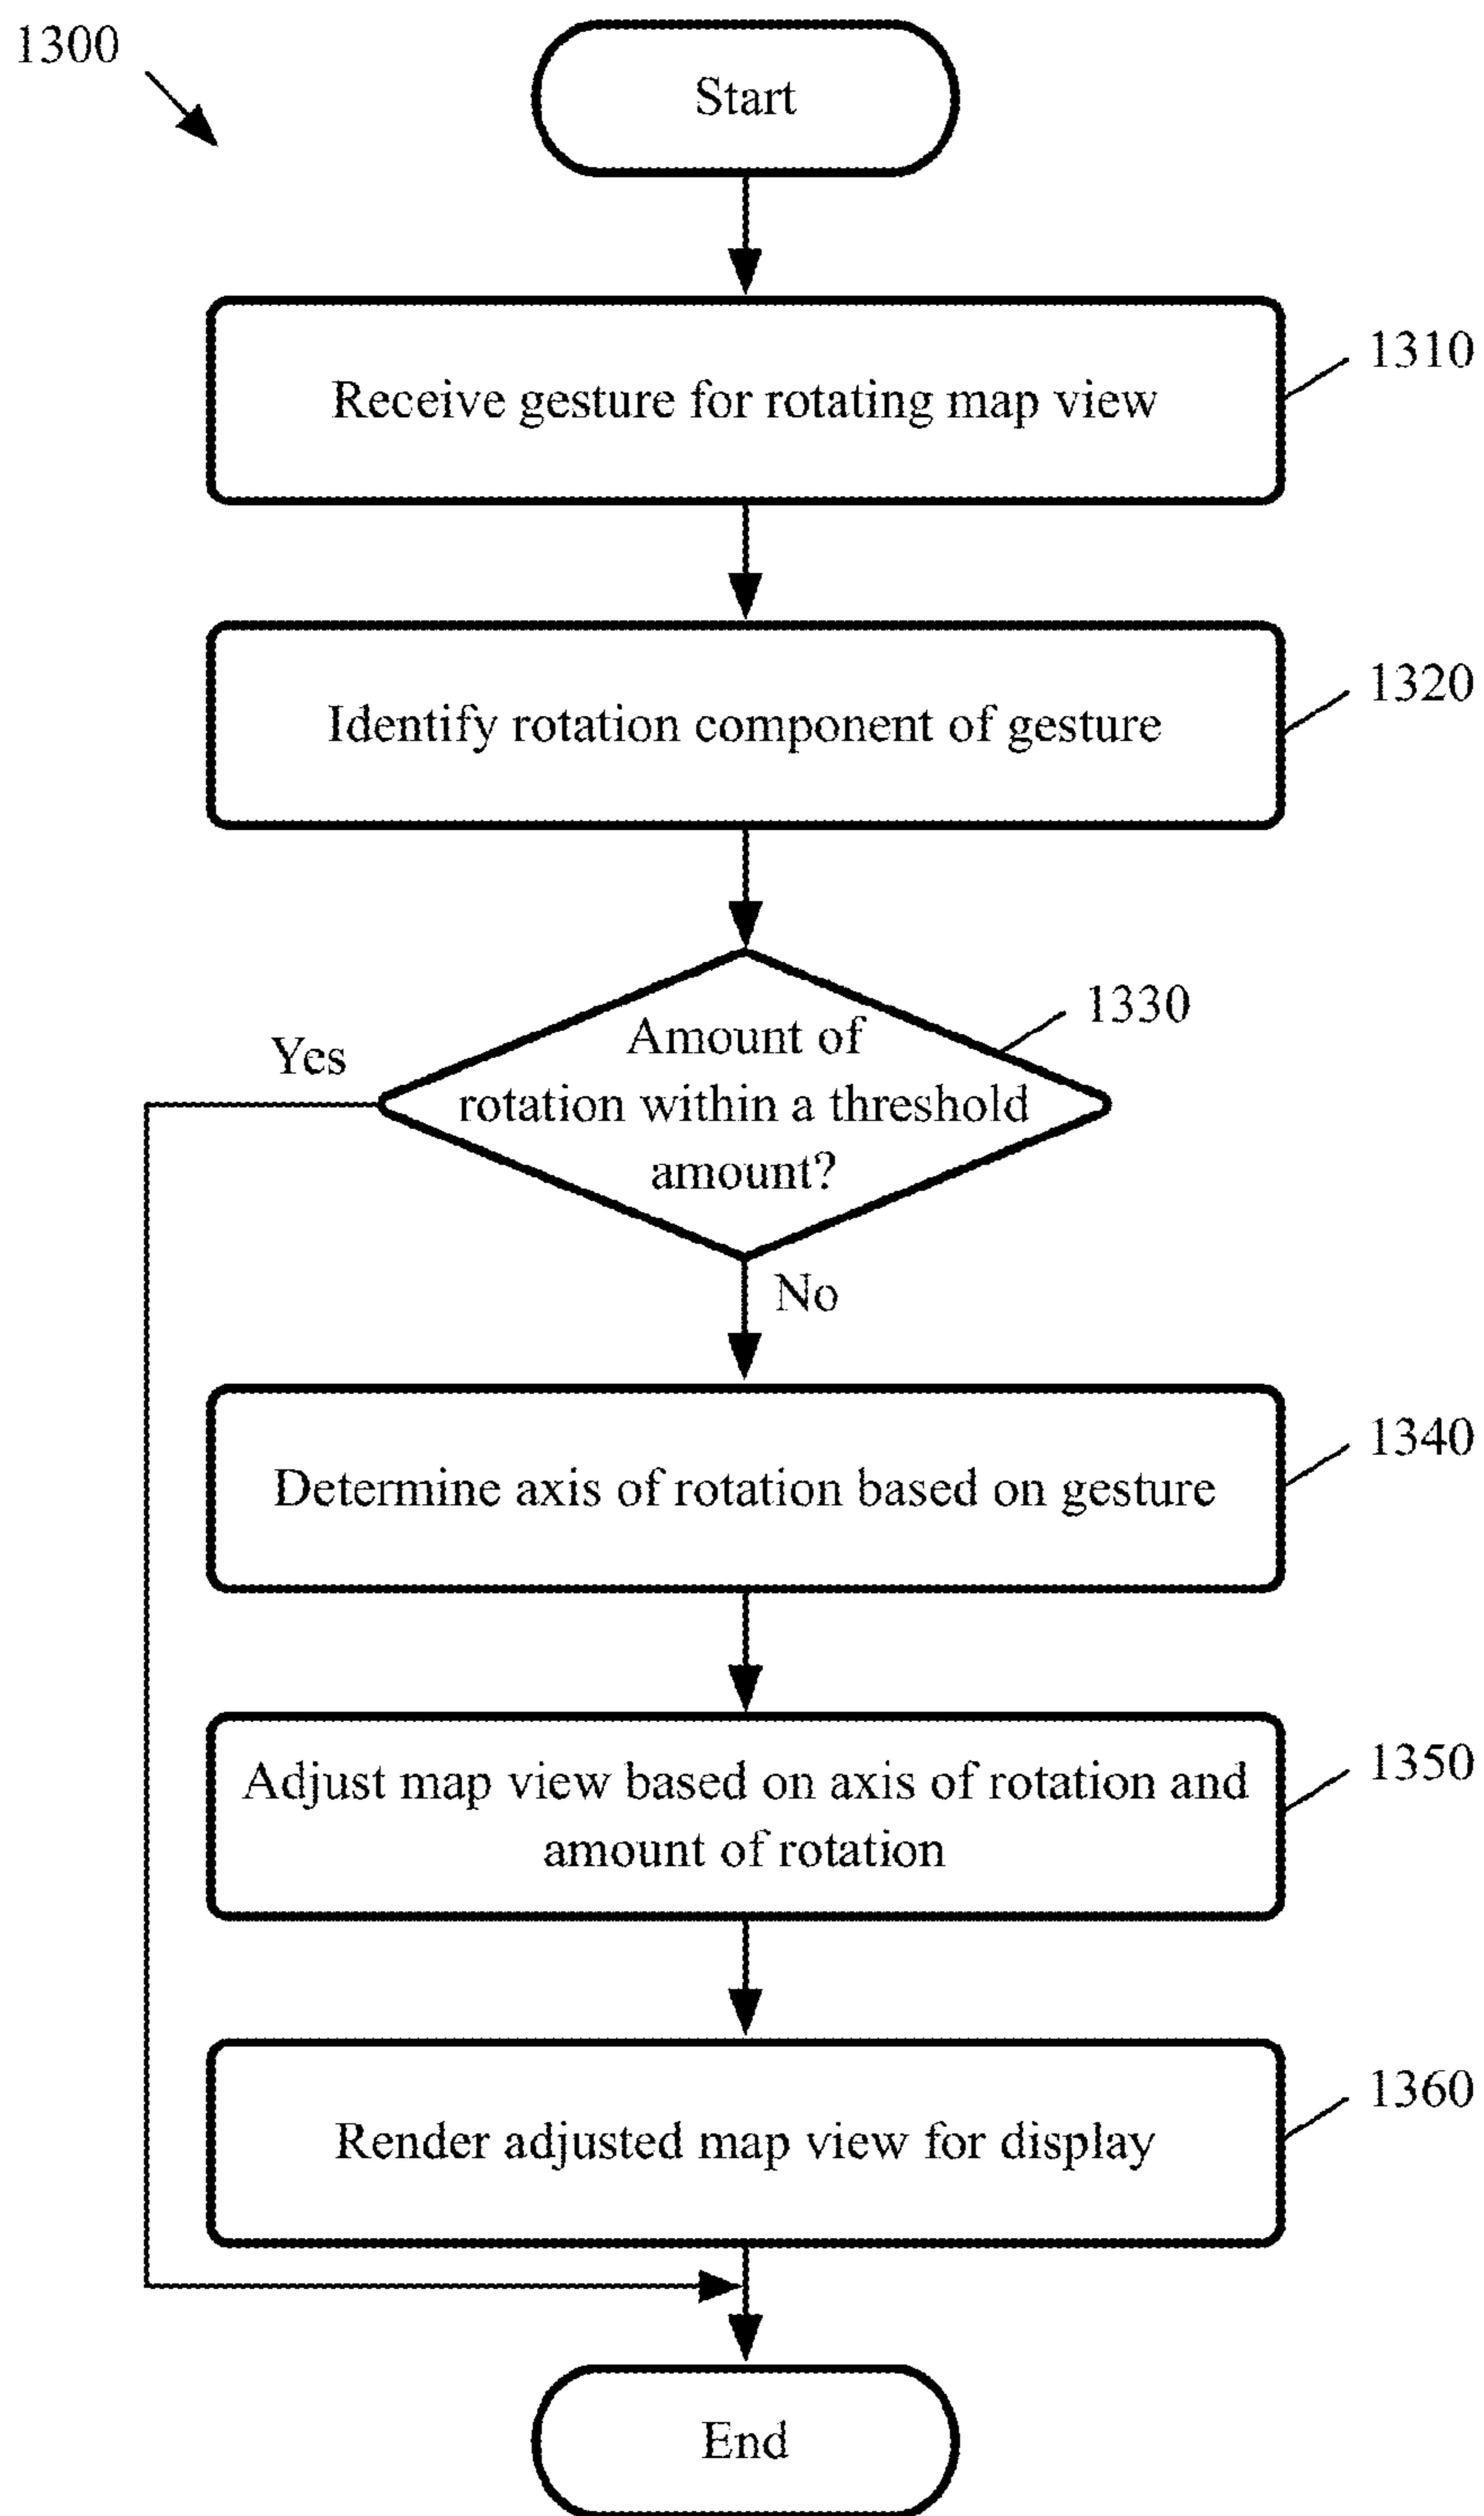 1300
Start
Receive gesture for rotating map view
1310
Identify rotation component of gesture
1320
Amount of
rotation within a threshold
amount?
1330
Yes
No
Determine axis of rotation based on gesture
1340
Adjust map view based on axis of rotation and
amount of rotation
1350
Render adjusted map view for display
1360
End